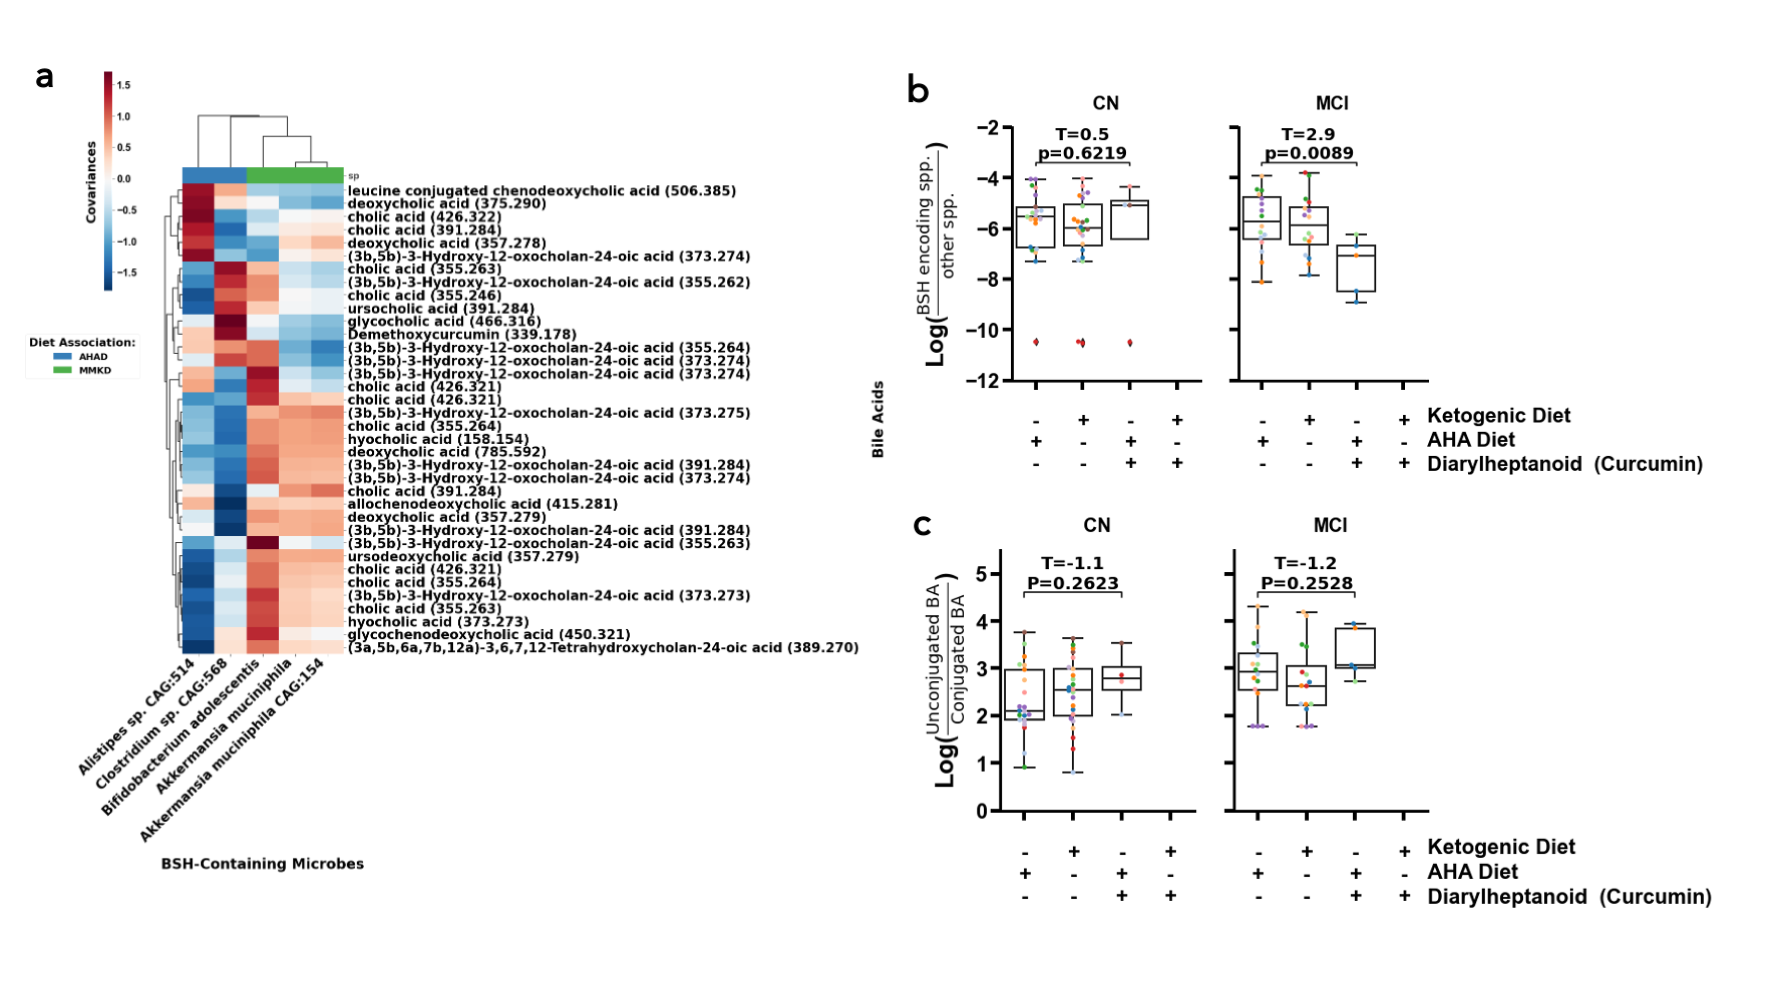 a
1.5
1.0
0.5
0.0
−0.5
−1.0
−1.5
Covariances
Diet Association:
AHAD
MMKD
sp
leucine conjugated chenodeoxycholic acid (506.385)
deoxycholic acid (375.290)
cholic acid (426.322)
cholic acid (391.284)
deoxycholic acid (357.278)
(3b,5b)-3-Hydroxy-12-oxocholan-24-oic acid (373.274)
cholic acid (355.263)
(3b,5b)-3-Hydroxy-12-oxocholan-24-oic acid (355.262)
cholic acid (355.246)
ursocholic acid (391.284)
glycocholic acid (466.316)
Demethoxycurcumin (339.178)
(3b,5b)-3-Hydroxy-12-oxocholan-24-oic acid (355.264)
(3b,5b)-3-Hydroxy-12-oxocholan-24-oic acid (373.274)
(3b,5b)-3-Hydroxy-12-oxocholan-24-oic acid (373.274)
cholic acid (426.321)
cholic acid (426.321)
(3b,5b)-3-Hydroxy-12-oxocholan-24-oic acid (373.275)
cholic acid (355.264)
hyocholic acid (158.154)
deoxycholic acid (785.592)
(3b,5b)-3-Hydroxy-12-oxocholan-24-oic acid (391.284)
(3b,5b)-3-Hydroxy-12-oxocholan-24-oic acid (373.274)
cholic acid (391.284)
allochenodeoxycholic acid (415.281)
deoxycholic acid (357.279)
(3b,5b)-3-Hydroxy-12-oxocholan-24-oic acid (391.284)
(3b,5b)-3-Hydroxy-12-oxocholan-24-oic acid (355.263)
ursodeoxycholic acid (357.279)
cholic acid (426.321)
cholic acid (355.264)
(3b,5b)-3-Hydroxy-12-oxocholan-24-oic acid (373.273)
cholic acid (355.263)
hyocholic acid (373.273)
glycochenodeoxycholic acid (450.321)
(3a,5b,6a,7b,12a)-3,6,7,12-Tetrahydroxycholan-24-oic acid (389.270)
Bile Acids
Alistipes sp. CAG:514
Clostridium sp. CAG:568
Bifidobacterium adolescentis
Akkermansia muciniphila
Akkermansia muciniphila CAG:154
BSH-Containing Microbes
b
CN
MCI
T=0.5
p=0.6219
T=2.9
p=0.0089
−2
−4
−6
−8
−10
−12
Log(BSH encoding spp. / other spp.)
- + - + - + - + Ketogenic Diet
+ - + - + - + - AHA Diet
- - + + - - + + Diarylheptanoid (Curcumin)
c
CN
MCI
T=-1.1
P=0.2623
T=-1.2
P=0.2528
5
4
3
2
1
0
Log(Unconjugated BA / Conjugated BA)
- + - + - + - + Ketogenic Diet
+ - + - + - + - AHA Diet
- - + + - - + + Diarylheptanoid (Curcumin)